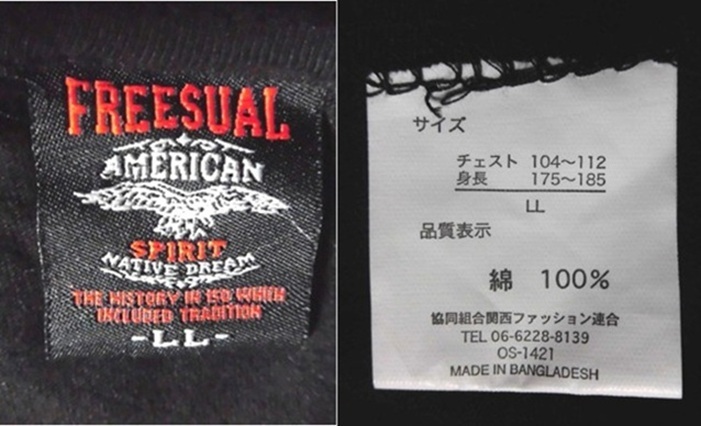 FREESUAL
AMERICAN
SPIRIT
NATIVE DREAM
THE HISTORY IN ISO WHICH
INCLUDED TRADITION
-LL-
サイズ
チェスト 104～112
身長 175～185
LL
品質表示
綿 100%
協同組合関西ファッション連合
TEL 06-6228-8139
OS-1421
MADE IN BANGLADESH